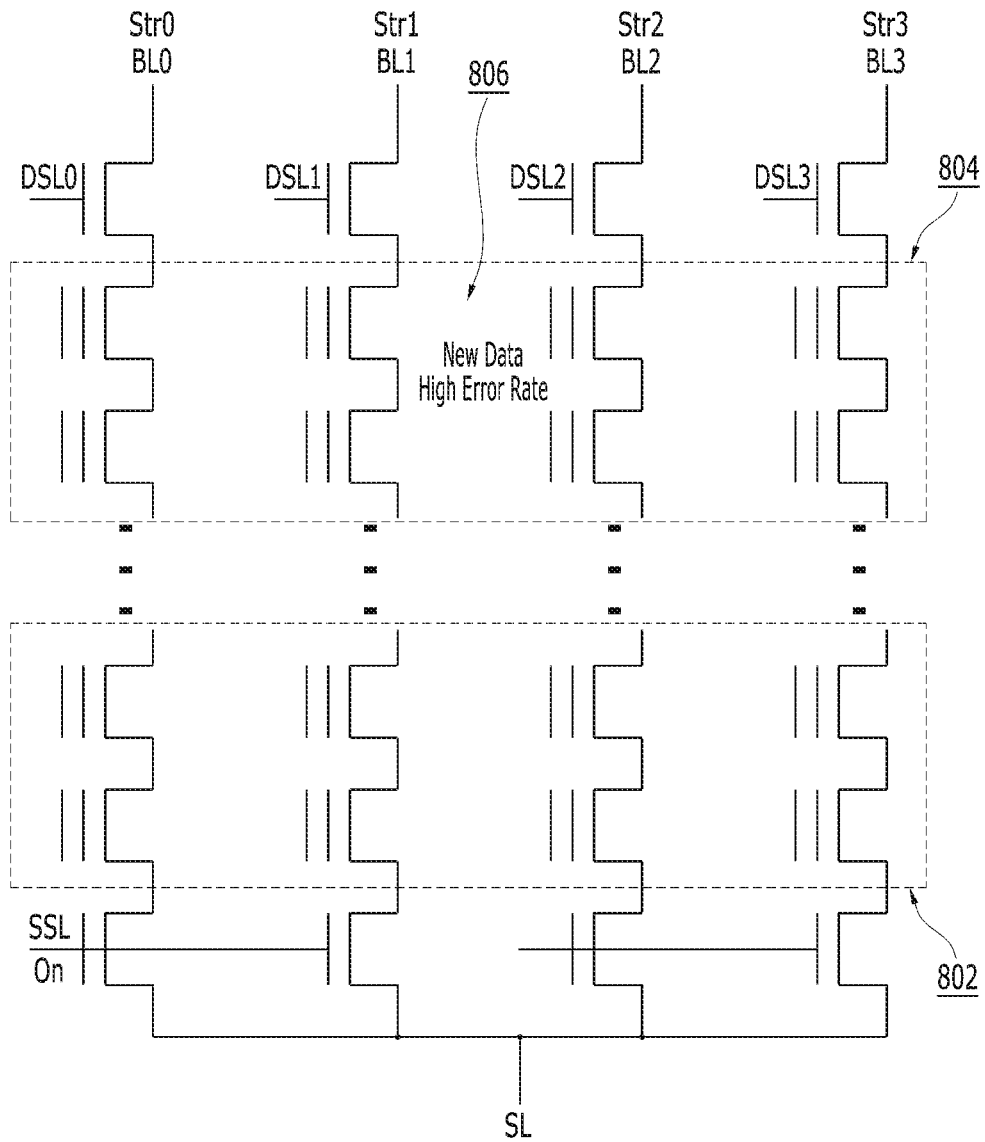 Str0 Str1 Str2 Str3
BL0 BL1 BL2 BL3
806
DSL0 DSL1 DSL2 DSL3
804
New Data
High Error Rate
SSL
On
802
SL